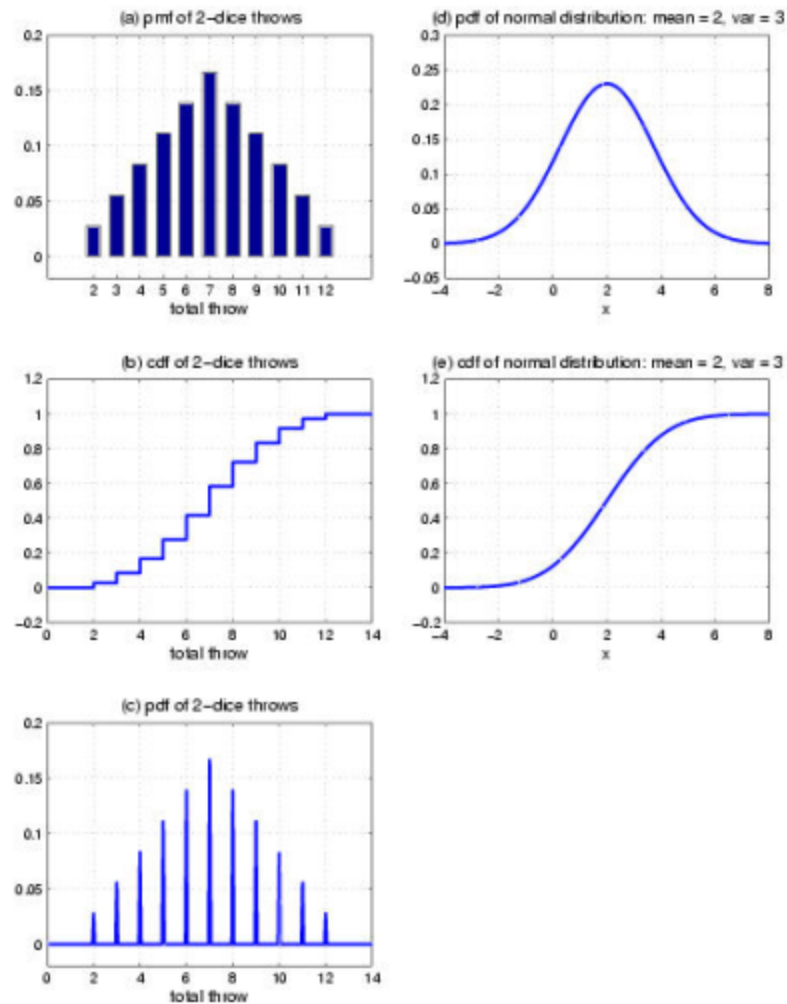 (a) pmf of 2-dice throws
0.2
0.15
0.1
0.05
0
2 3 4 5 6 7 8 9 10 11 12
total throw
(d) pdf of normal distribution: mean = 2, var = 3
0.3
0.25
0.2
0.15
0.1
0.05
0
-0.05
-4 -2 0 2 4 6 8
x
(b) cdf of 2-dice throws
1.2
1
0.8
0.6
0.4
0.2
0
-0.2
0 2 4 6 8 10 12 14
total throw
(e) cdf of normal distribution: mean = 2, var = 3
1.2
1
0.8
0.6
0.4
0.2
0
-0.2
-4 -2 0 2 4 6 8
x
(c) pdf of 2-dice throws
0.2
0.15
0.1
0.05
0
0 2 4 6 8 10 12 14
total throw